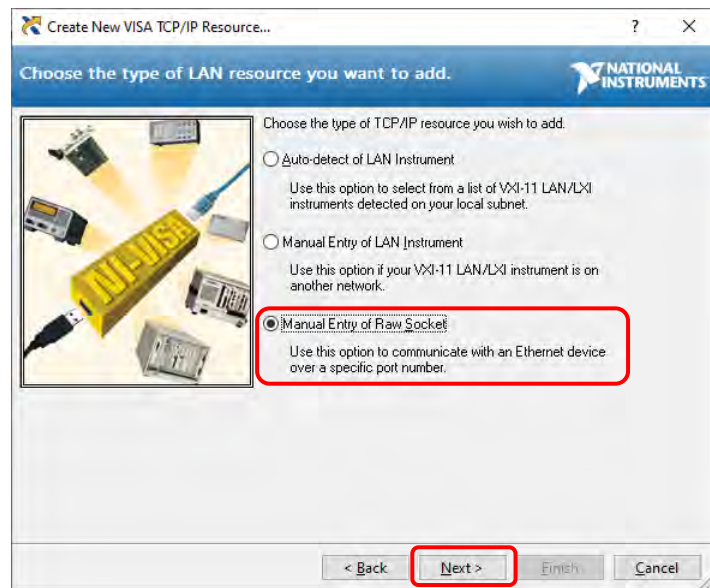 Create New VISA TCP/IP Resource...
?
Choose the type of LAN resource you want to add.
NATIONAL
INSTRUMENTS
Choose the type of TCP/IP resource you wish to add.
Auto-detect of LAN Instrument
Use this option to select from a list of VXI-11 LAN/LXI
instruments detected on your local subnet.
Manual Entry of LAN Instrument
Use this option if your VXI-11 LAN/LXI instrument is on
another network.
NI-VISA
Manual Entry of Raw Socket
Use this option to communicate with an Ethernet device
over a specific port number.
< Back
Next >
Finish
Cancel